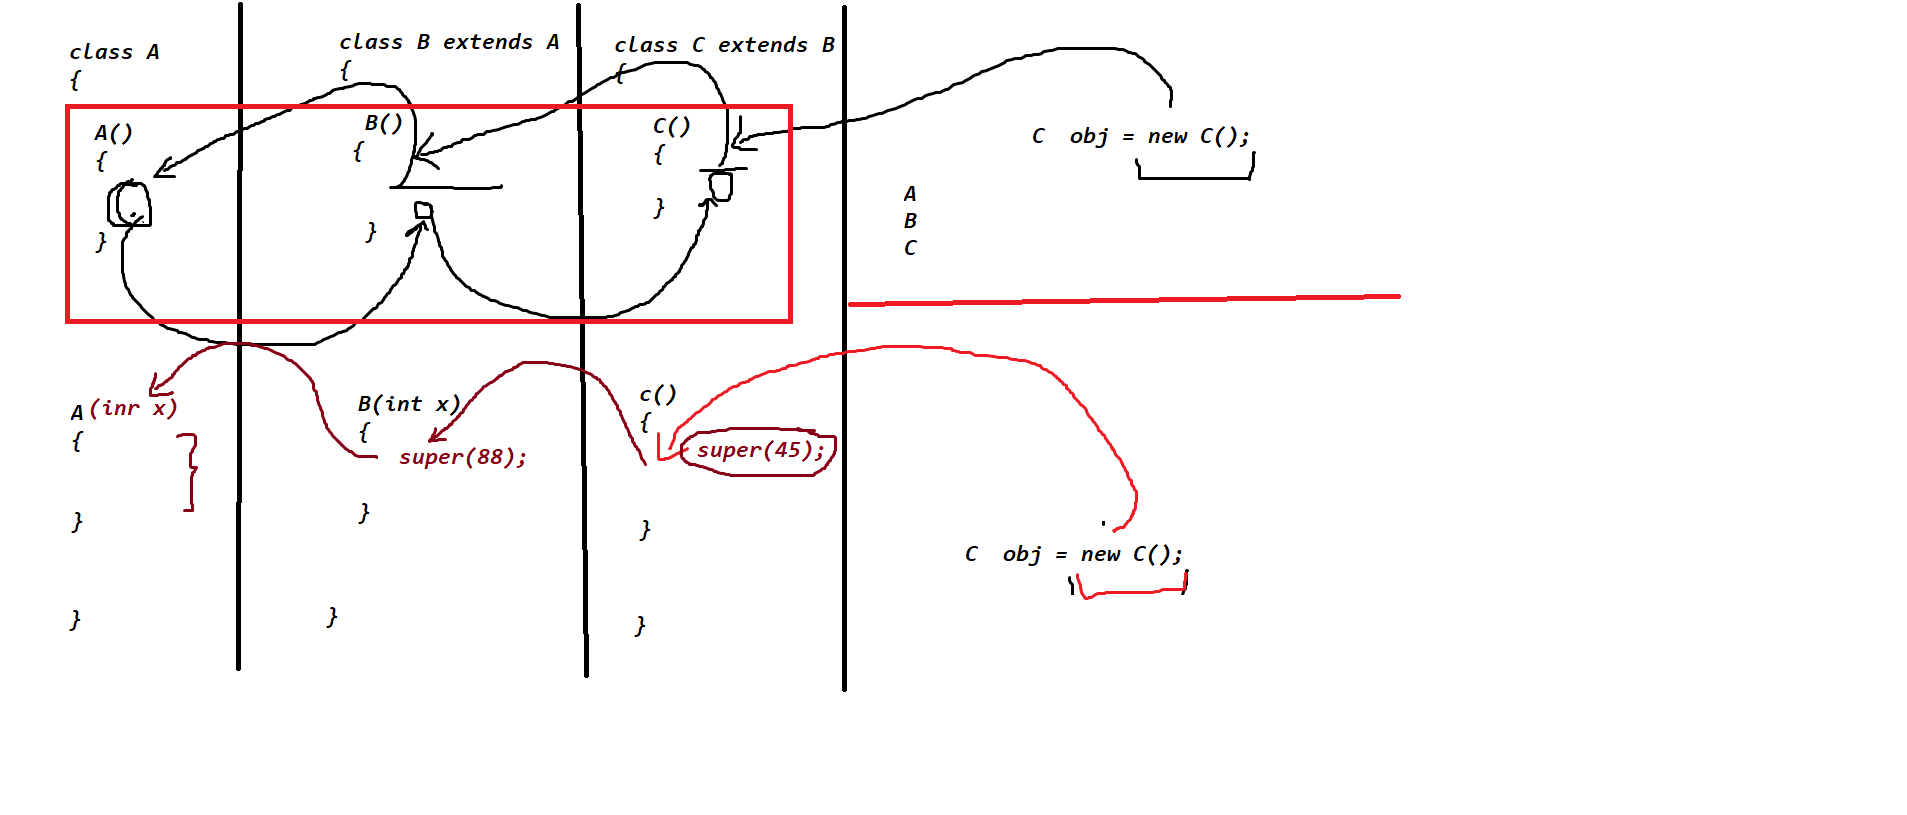 class A
{
A()
{
}
A (inr x)
{
}
}
class B extends A
{
B()
{
}
B(int x)
{
super(88);
}
}
class C extends B
{
C()
{
}
c()
{
super(45);
}
}
C obj = new C();
A
B
C
C obj = new C();